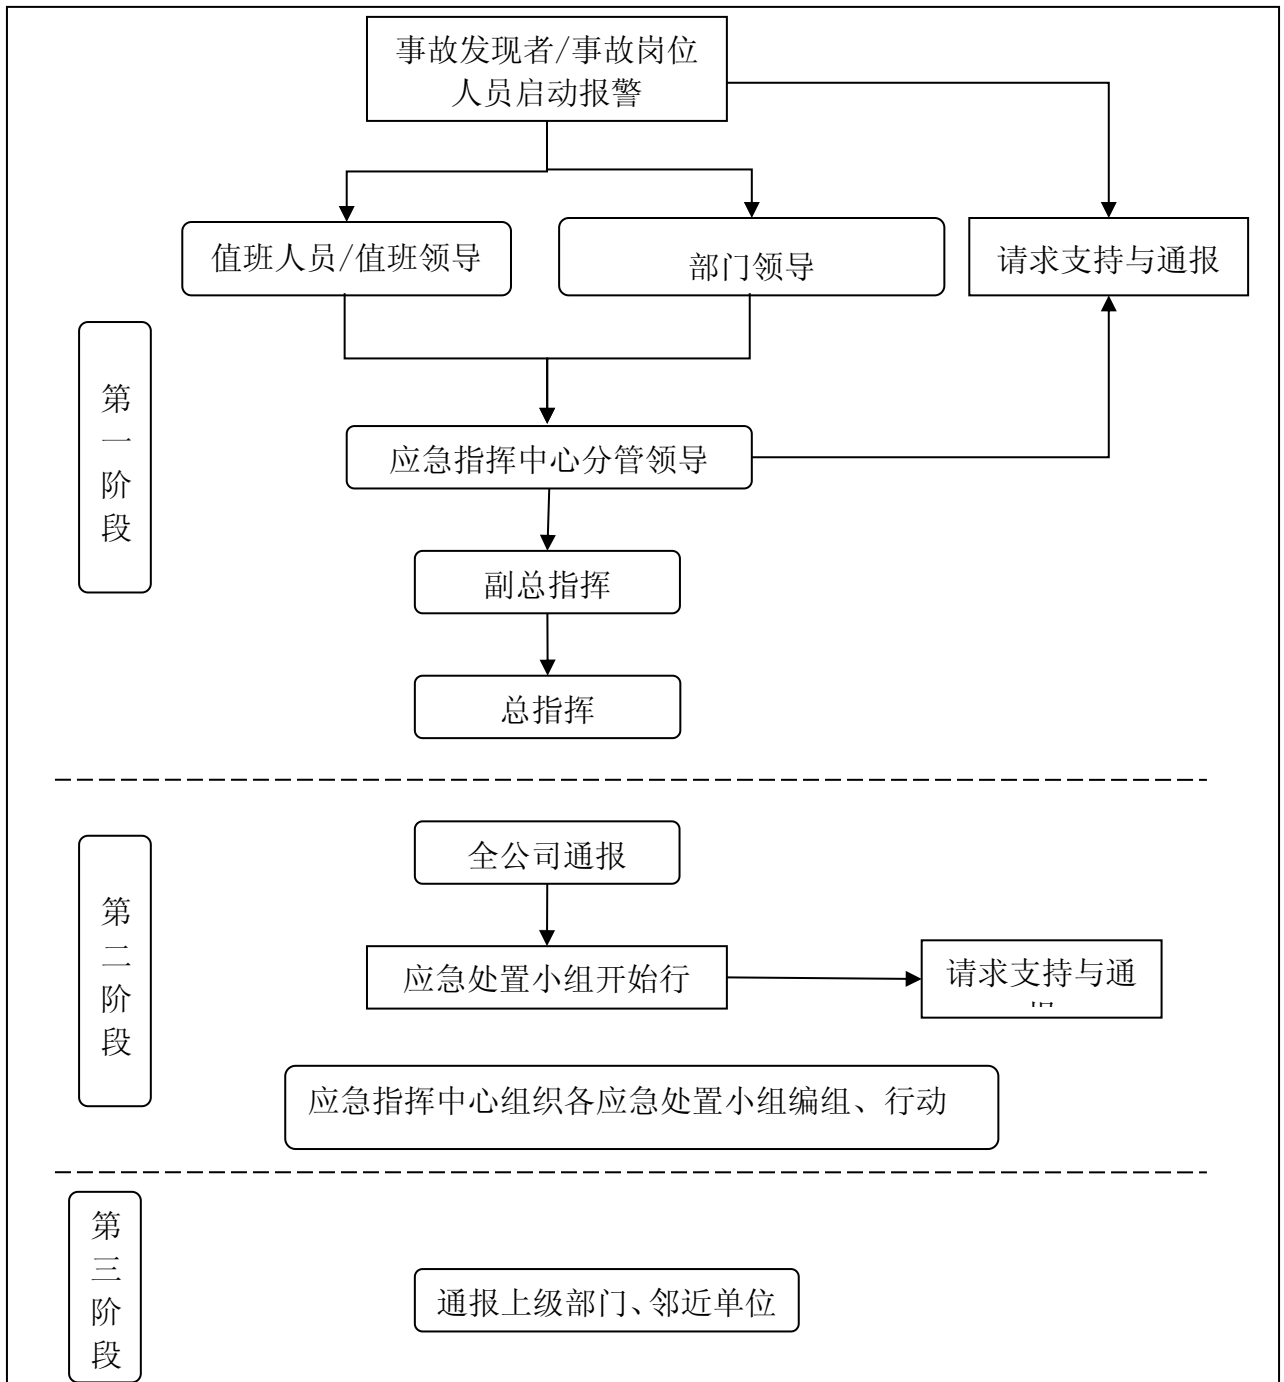 事故发现者/事故岗位
人员启动报警
值班人员/值班领导
部门领导
请求支持与通报
第
一
阶
段
应急指挥中心分管领导
副总指挥
总指挥
全公司通报
第
二
阶
段
应急处置小组开始行
请求支持与通
应急指挥中心组织各应急处置小组编组、行动
第
三
阶
段
通报上级部门、邻近单位